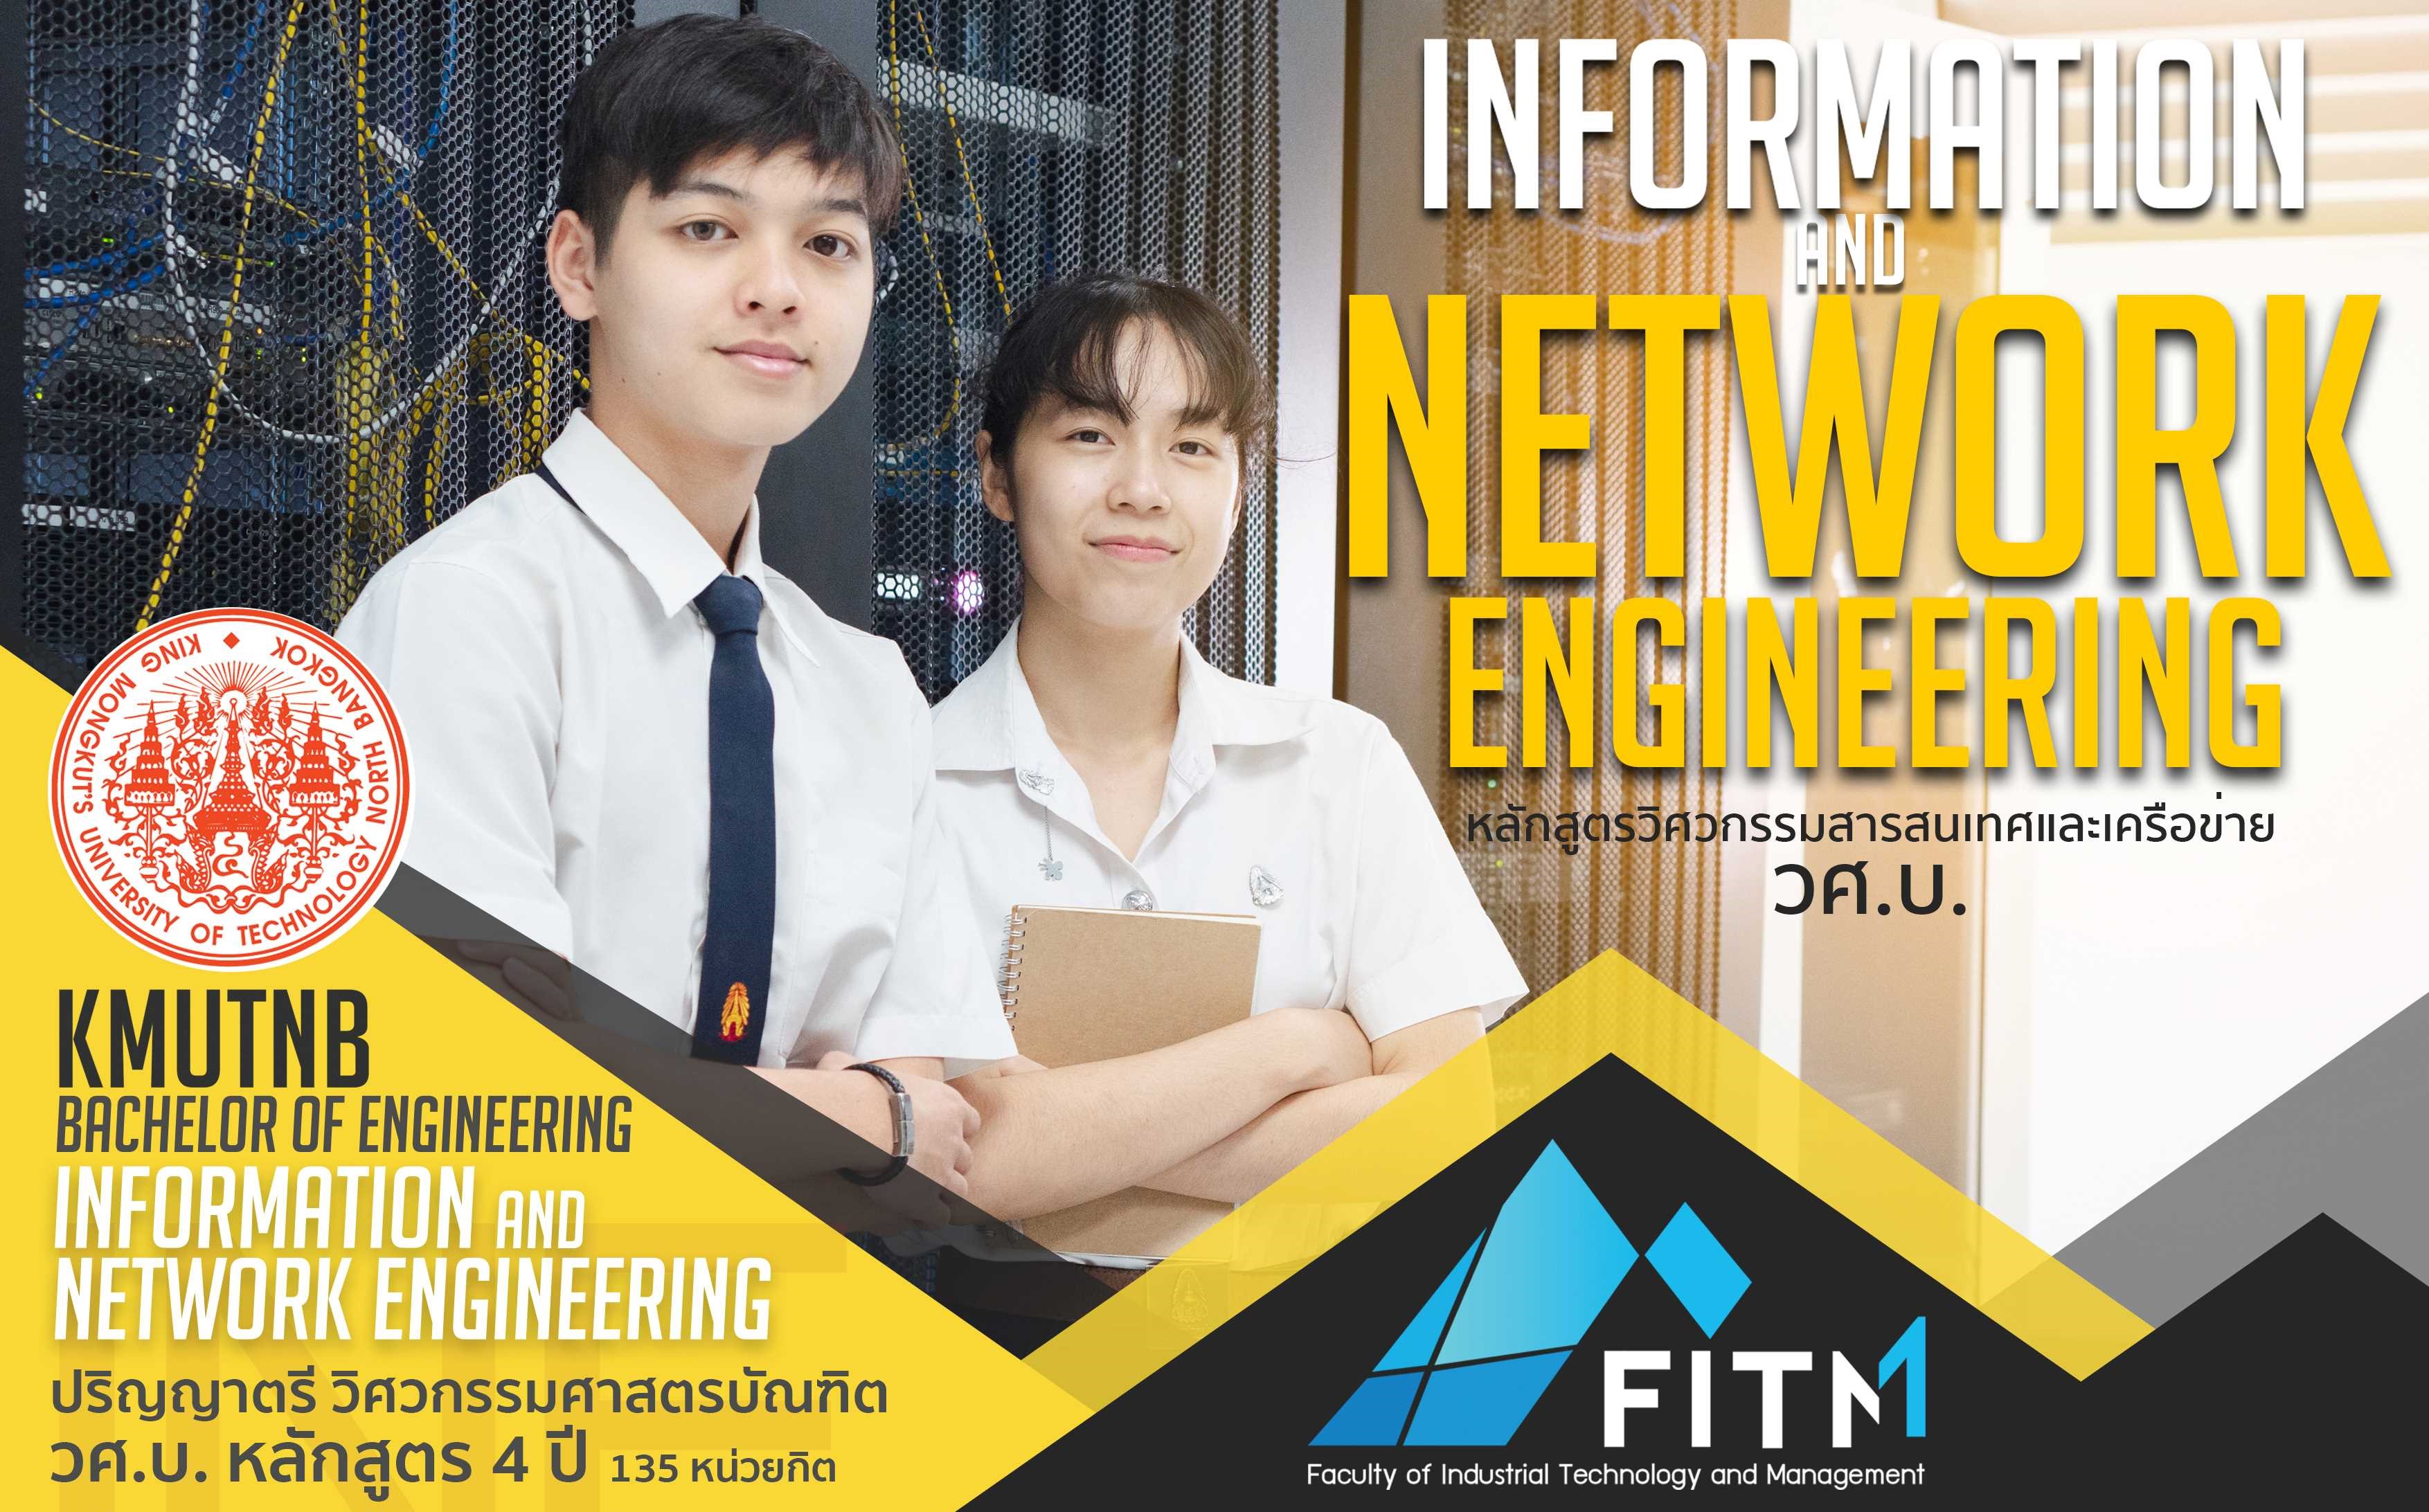 INFORMATION
AND
NETWORK
ENGINEERING
หลักสูตรวิศวกรรมสารสนเทศและเครือข่าย
วศ.บ.
KING MONGKUT'S UNIVERSITY OF TECHNOLOGY NORTH BANGKOK
KMUTNB
BACHELOR OF ENGINEERING
INFORMATION AND
NETWORK ENGINEERING
ปริญญาตรี วิศวกรรมศาสตรบัณฑิต
วศ.บ. หลักสูตร 4 ปี 135 หน่วยกิต
FITM
Faculty of Industrial Technology and Management